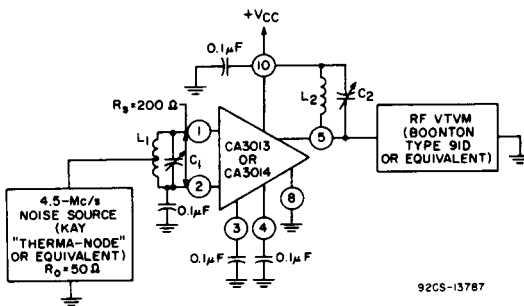 +VCC
0.1µF
10
Rs=200 Ω
L2
C2
L1
1
CA3013
OR
CA3014
5
RF VTVM
(BOONTON
TYPE 91D
OR EQUIVALENT)
C1
2
8
4.5-Mc/s
NOISE SOURCE
(KAY
"THERMA-NODE"
OR EQUIVALENT)
Ro=50Ω
0.1µF
3
4
0.1µF
0.1µF
92CS-13787